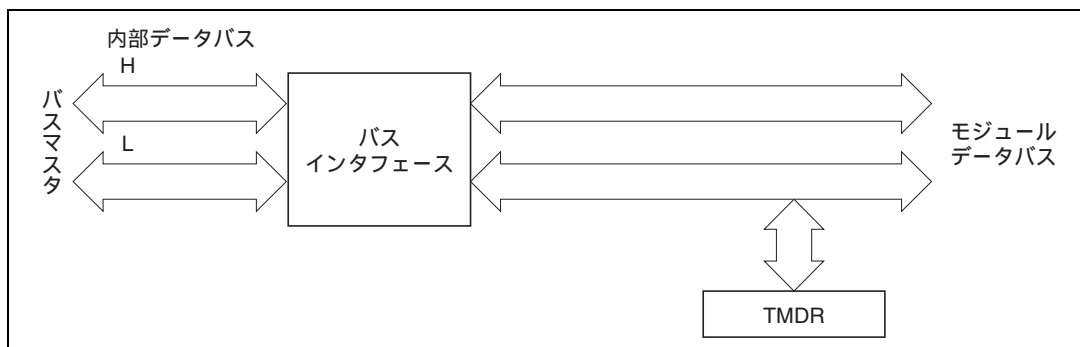 内部データバス
H
バスマスタ
L
バス
インタフェース
モジュール
データバス
TMDR